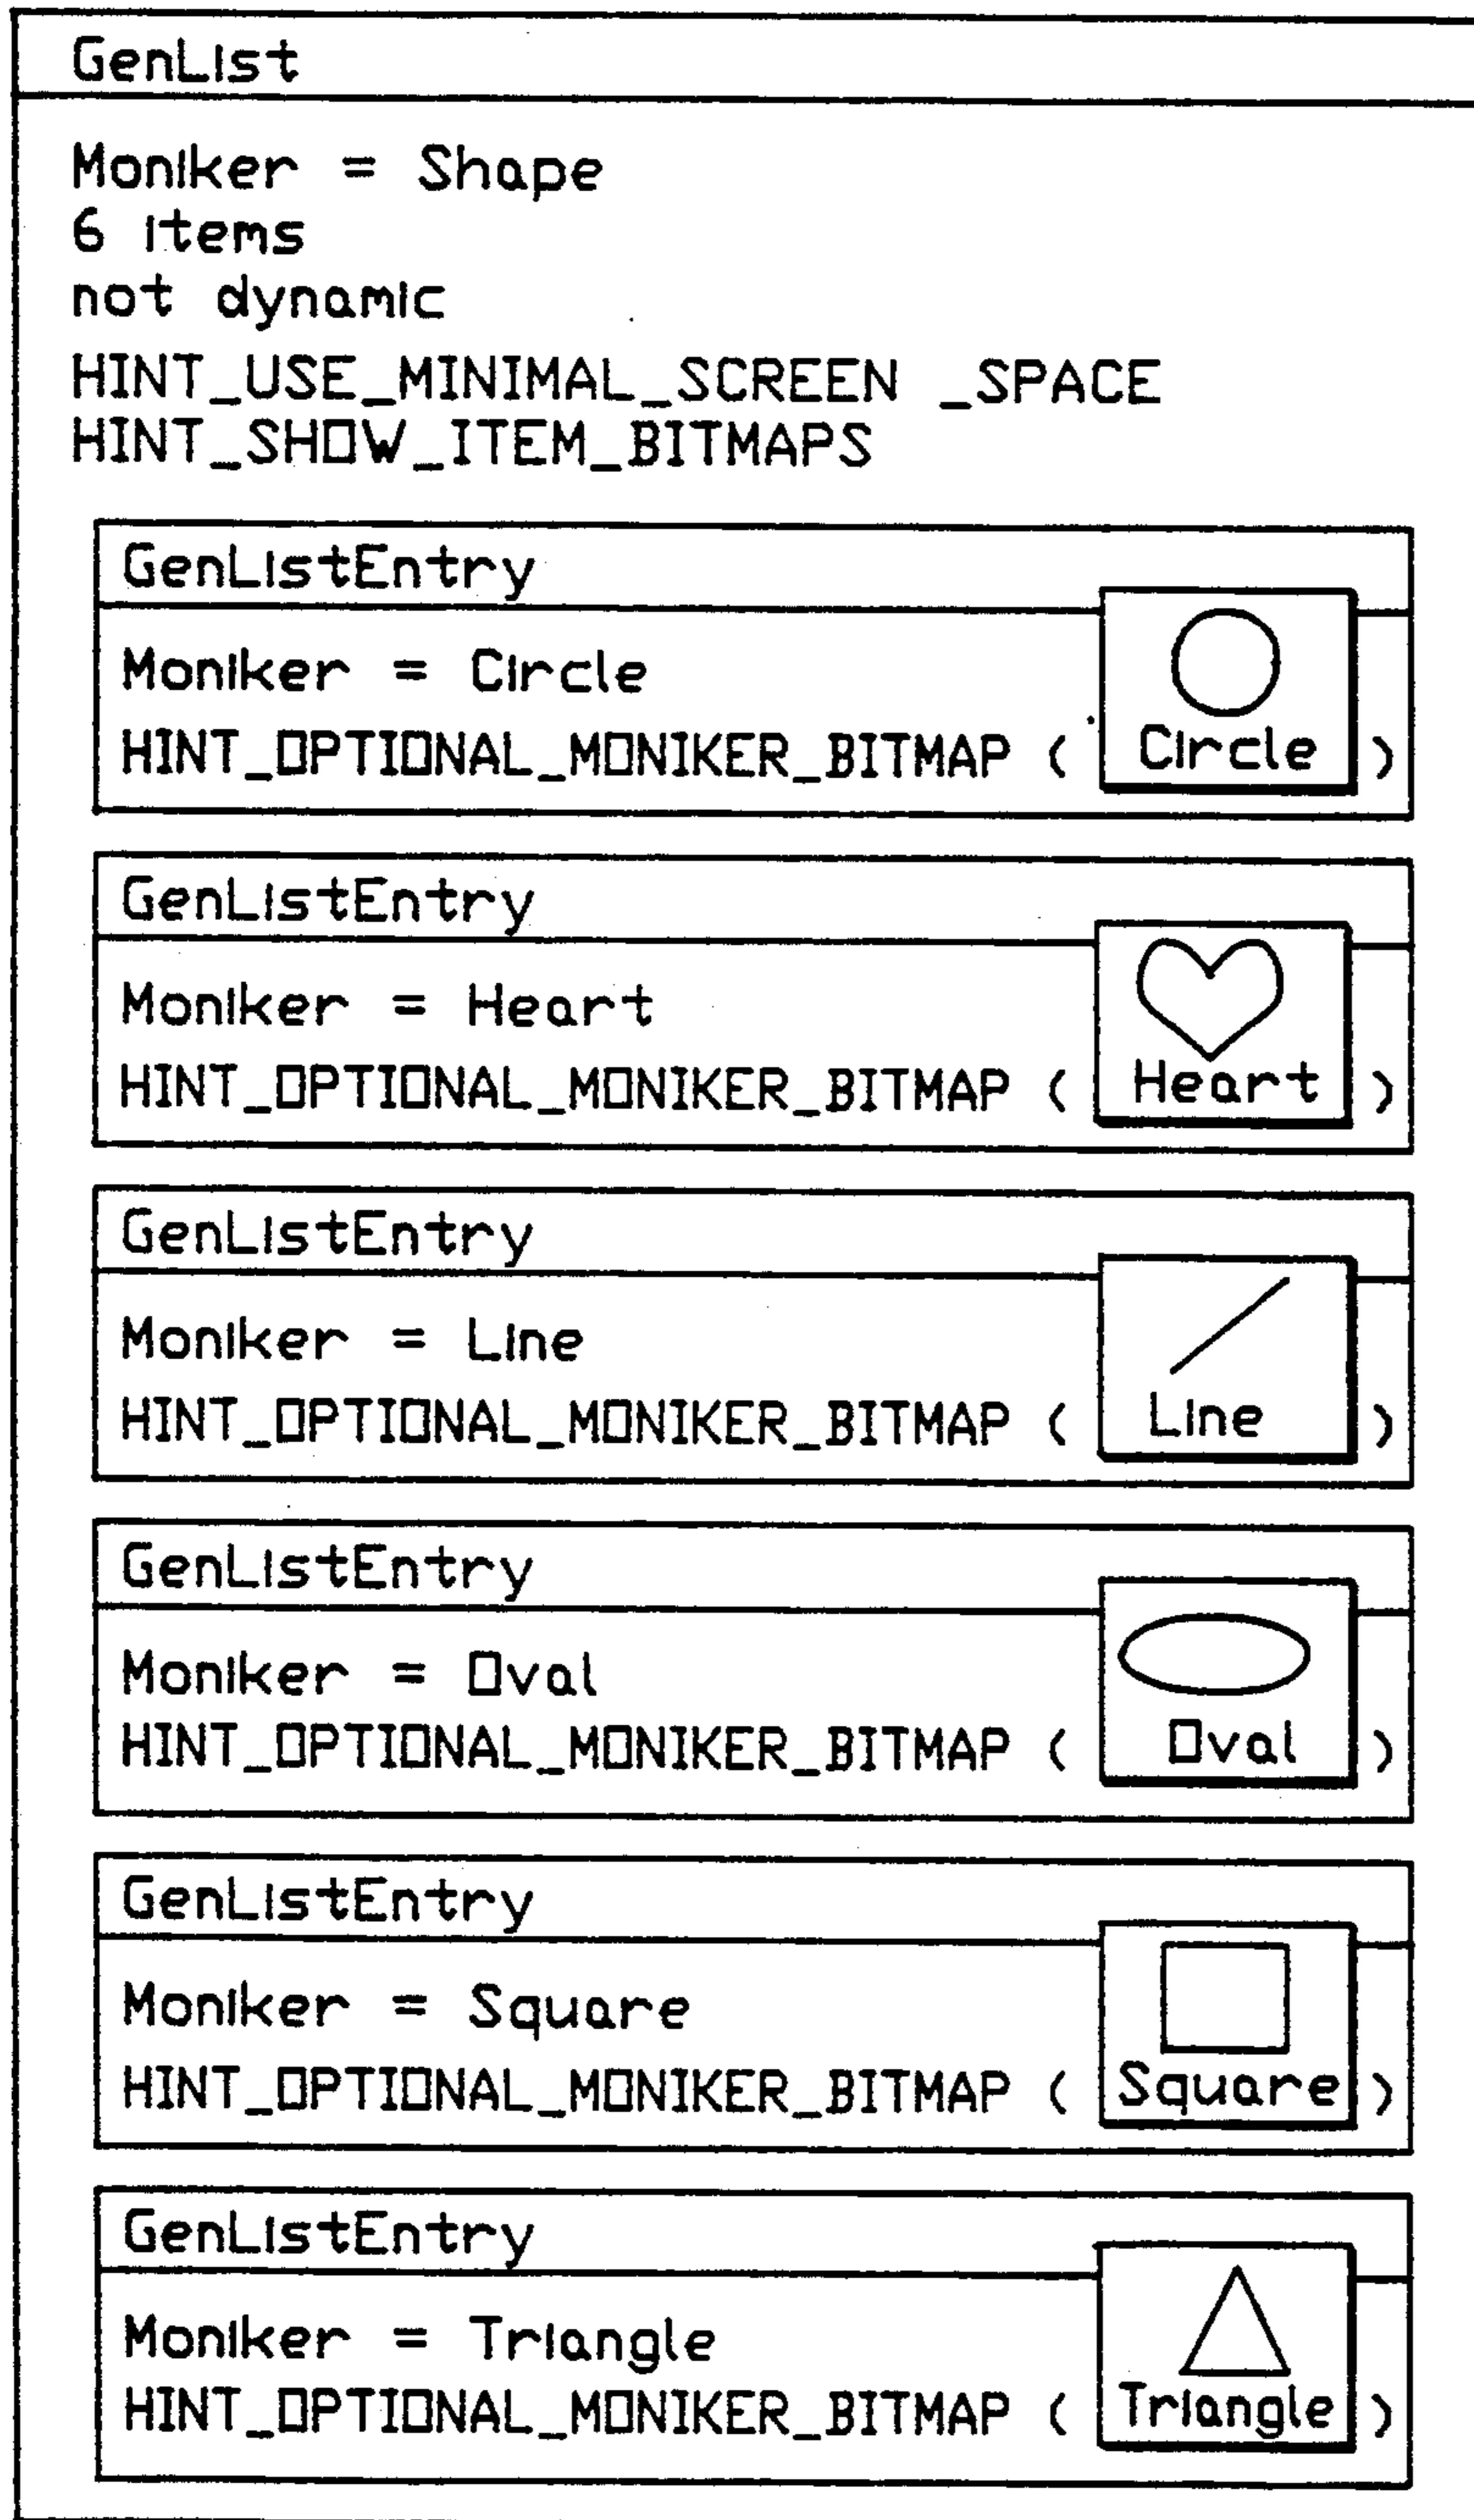 GenList
Moniker = Shape
6 items
not dynamic
HINT_USE_MINIMAL_SCREEN _SPACE
HINT_SHOW_ITEM_BITMAPS
GenListEntry
Moniker = Circle
HINT_OPTIONAL_MONIKER_BITMAP ( Circle )
GenListEntry
Moniker = Heart
HINT_OPTIONAL_MONIKER_BITMAP ( Heart )
GenListEntry
Moniker = Line
HINT_OPTIONAL_MONIKER_BITMAP ( Line )
GenListEntry
Moniker = Oval
HINT_OPTIONAL_MONIKER_BITMAP ( Oval )
GenListEntry
Moniker = Square
HINT_OPTIONAL_MONIKER_BITMAP ( Square )
GenListEntry
Moniker = Triangle
HINT_OPTIONAL_MONIKER_BITMAP ( Triangle )